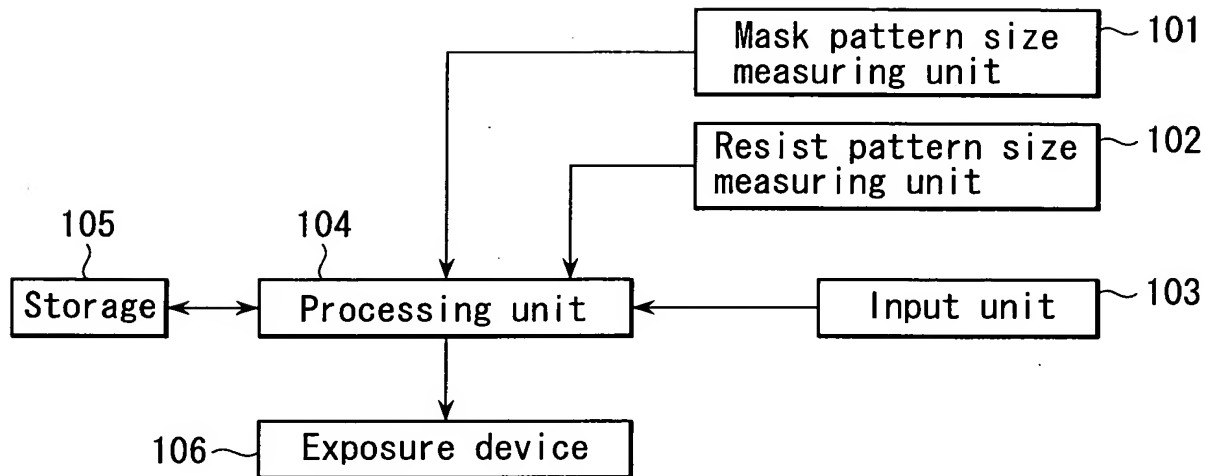 Mask pattern size
measuring unit
101
Resist pattern size
measuring unit
102
105
104
Storage
Processing unit
Input unit
103
106
Exposure device